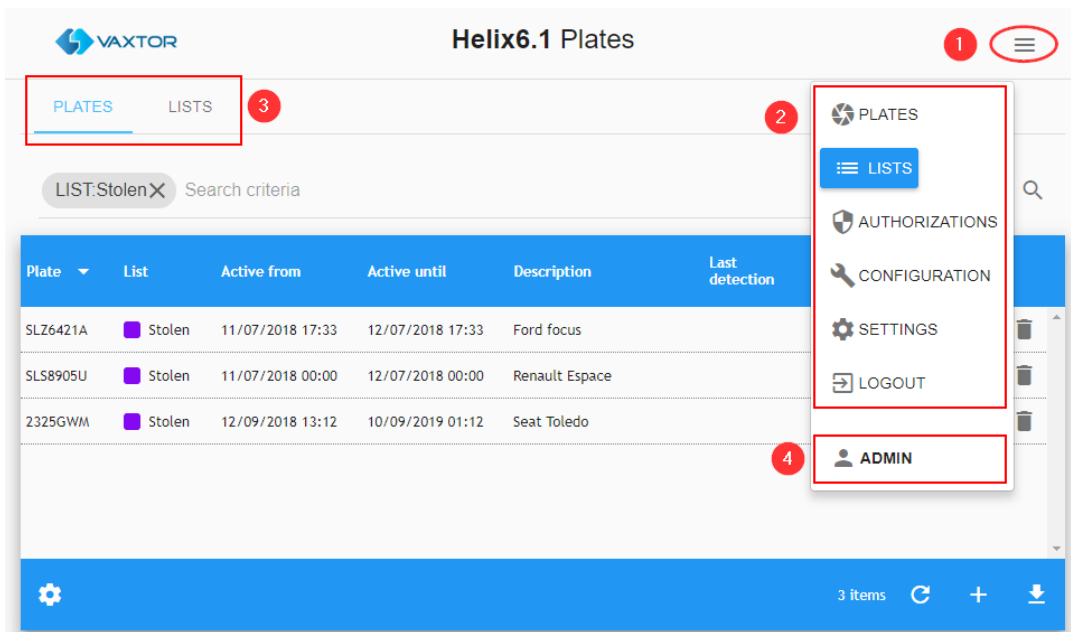 VAXTOR
Helix6.1 Plates
1
PLATES LISTS 3
2
PLATES
LISTS
AUTHORIZATIONS
CONFIGURATION
SETTINGS
LOGOUT
4 ADMIN
LIST:Stolen Search criteria
Plate List Active from Active until Description Last detection
SLZ6421A Stolen 11/07/2018 17:33 12/07/2018 17:33 Ford focus
SLS8905U Stolen 11/07/2018 00:00 12/07/2018 00:00 Renault Espace
2325GWM Stolen 12/09/2018 13:12 10/09/2019 01:12 Seat Toledo
3 items